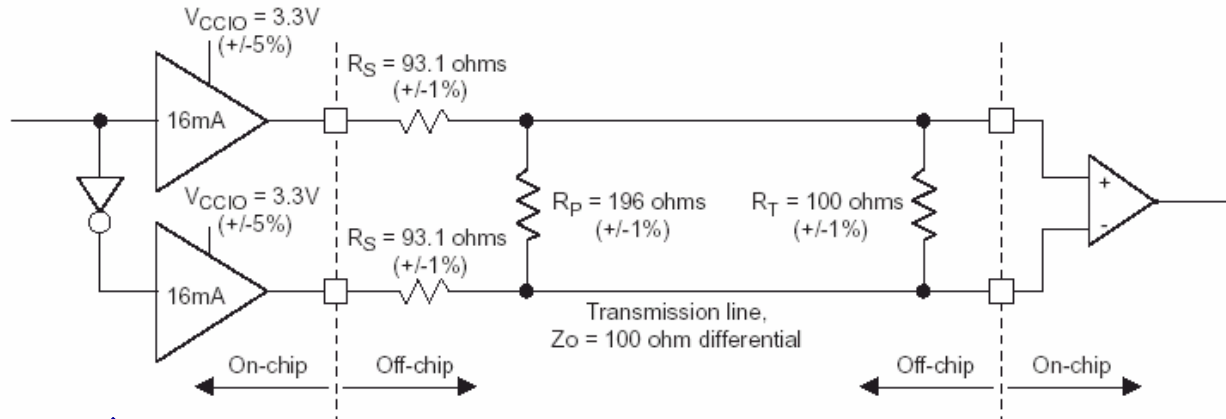 VCCIO = 3.3V
(+/-5%)
RS = 93.1 ohms
(+/-1%)
16mA
VCCIO = 3.3V
(+/-5%)
RP = 196 ohms
(+/-1%)
RT = 100 ohms
(+/-1%)
+
-
RS = 93.1 ohms
(+/-1%)
16mA
Transmission line,
Zo = 100 ohm differential
On-chip
Off-chip
Off-chip
On-chip